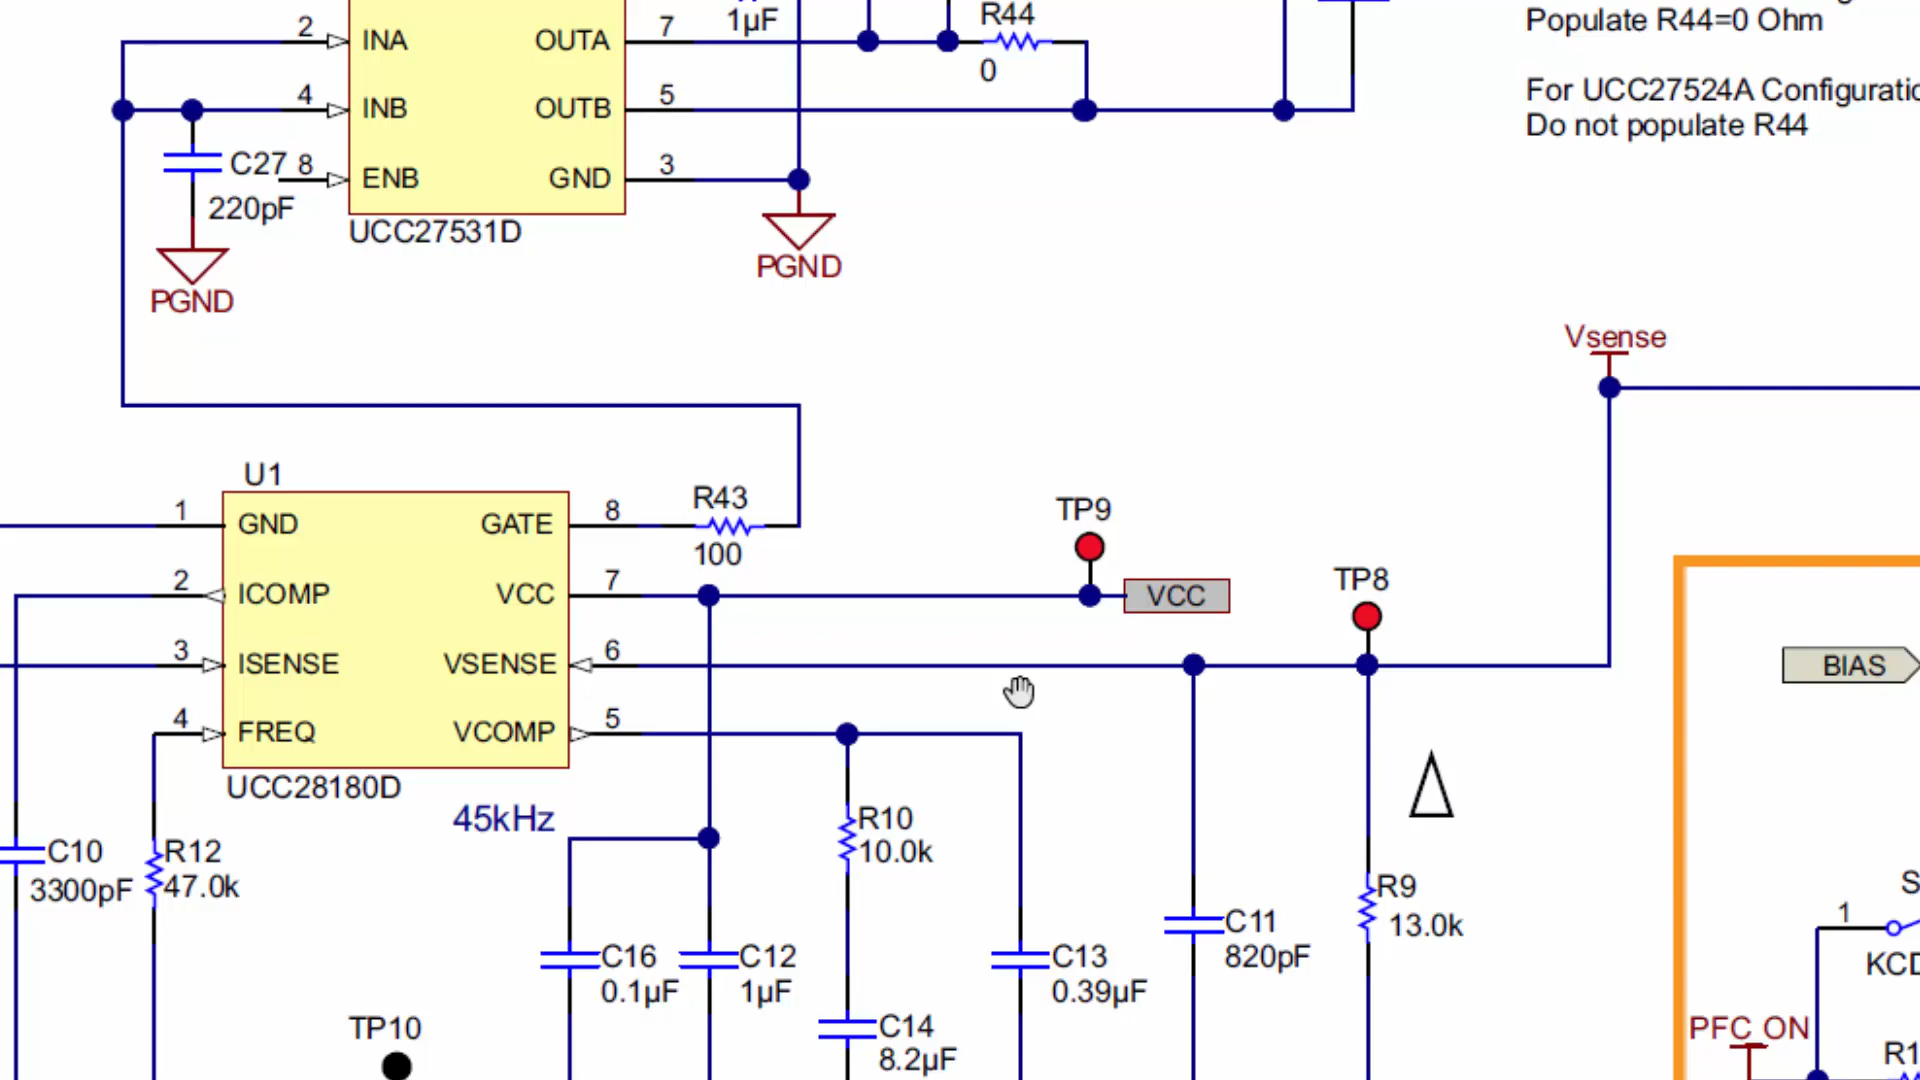 1µF
R44
0
Populate R44=0 Ohm
For UCC27524A Configuratio
Do not populate R44
2
INA
OUTA
7
4
INB
OUTB
5
8
ENB
GND
3
C27
220pF
UCC27531D
PGND
PGND
Vsense
U1
1
GND
GATE
8
R43
100
2
ICOMP
VCC
7
TP9
VCC
3
ISENSE
VSENSE
6
TP8
BIAS
4
FREQ
VCOMP
5
UCC28180D
45kHz
C10
3300pF
R12
47.0k
R10
10.0k
C11
820pF
R9
13.0k
C16
0.1µF
C12
1µF
C13
0.39µF
C14
8.2µF
TP10
S
1
KCD
PFC ON
R1